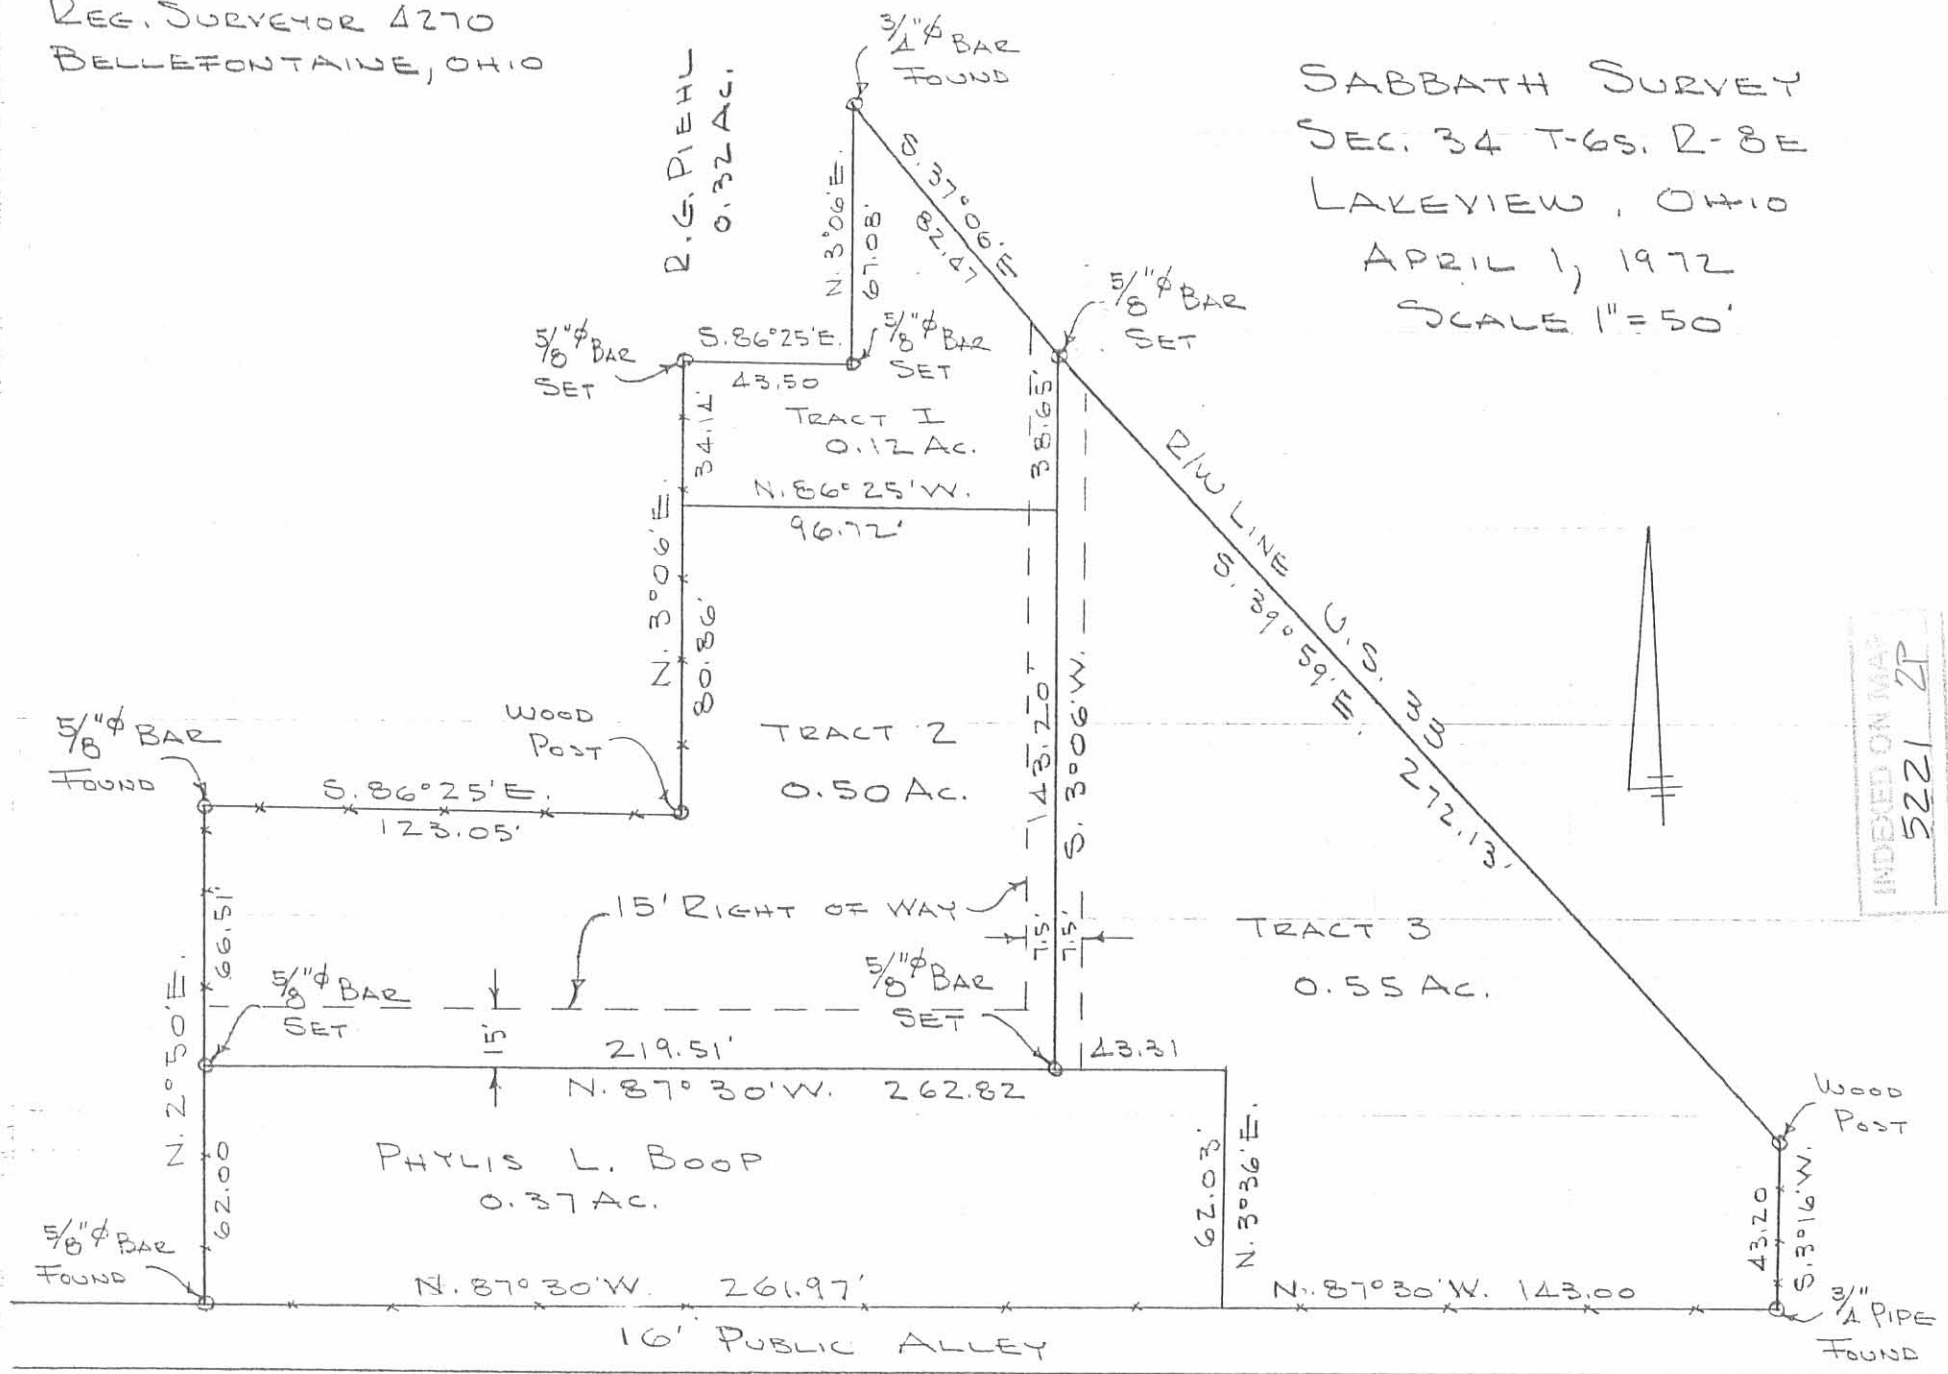 REG. SURVEYOR 4270
BELLEFONTAINE, OHIO
SABBATH SURVEY
SEC. 34 T-6S. R-8E
LAKEVIEW, OHIO
APRIL 1, 1972
SCALE 1"=50'
R.G. PIEHL
0.32 AC.
3/4"ϕ BAR
FOUND
N. 3°06'E.
67.08'
S. 37°06'E
82.47
5/8"ϕ BAR
SET
S. 86°25'E.
43.50
5/8"ϕ BAR
SET
5/8"ϕ BAR
SET
34.14'
TRACT I
0.12 AC.
38.65'
N. 86°25'W.
96.72'
N. 3°06'E.
80.86'
R/W LINE U.S. 33
S. 39°59'E. 272.13'
5/8"ϕ BAR
FOUND
WOOD
POST
S. 86°25'E.
123.05'
TRACT 2
0.50 AC.
143.20
S. 3°06'W.
INDEXED ON MAP
5221 2P
66.51'
15' RIGHT OF WAY
7.5'
7.5'
TRACT 3
0.55 AC.
N. 2°50'E.
5/8"ϕ BAR
SET
15'
5/8"ϕ BAR
SET
219.51'
43.31
N. 87°30'W. 262.82
62.00
PHYLIS L. BOOP
0.37 AC.
62.03'
N. 3°36'E.
WOOD
POST
43.20
S. 3°16'W.
5/8"ϕ BAR
FOUND
N. 87°30'W. 261.97'
N. 87°30'W. 143.00
3/4" PIPE
FOUND
16' PUBLIC ALLEY